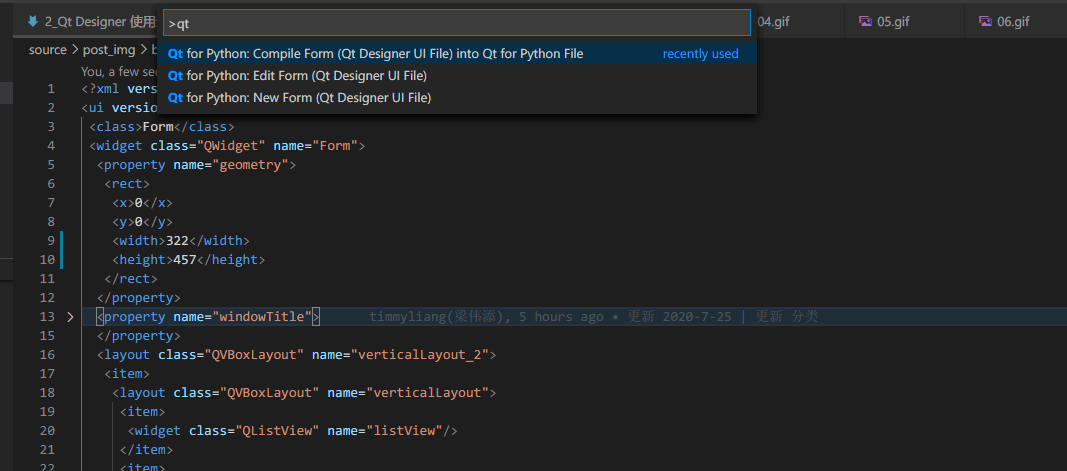 2_Qt Designer 使用
>qt
04.gif
05.gif
06.gif
Qt for Python: Compile Form (Qt Designer UI File) into Qt for Python File
recently used
Qt for Python: Edit Form (Qt Designer UI File)
Qt for Python: New Form (Qt Designer UI File)
source > post_img >
You, a few
1 <?xml
2 <ui
3 <class>Form</class>
4 <widget class="QWidget" name="Form">
5 <property name="geometry">
6 <rect>
7 <x>0</x>
8 <y>0</y>
9 <width>322</width>
10 <height>457</height>
11 </rect>
12 </property>
13 <property name="windowTitle"> timmyliang(梁伟添), 5 hours ago • 更新 2020-7-25 | 更新 分类
15 </property>
16 <layout class="QVBoxLayout" name="verticalLayout_2">
17 <item>
18 <layout class="QVBoxLayout" name="verticalLayout">
19 <item>
20 <widget class="QListView" name="listView"/>
21 </item>
22 <item>